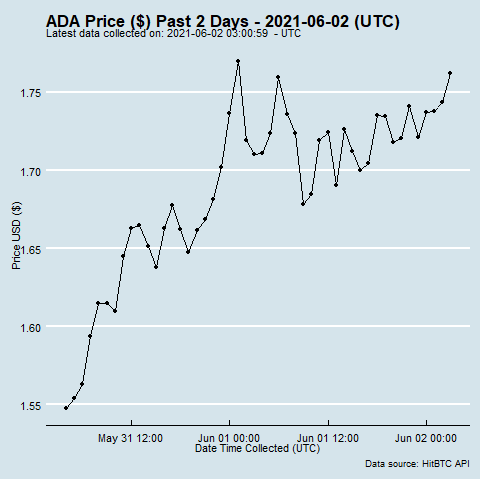 ADA Price ($) Past 2 Days - 2021-06-02 (UTC)
Latest data collected on: 2021-06-02 03:00:59 - UTC
1.75
1.70
1.65
1.60
1.55
Price USD ($)
May 31 12:00 Jun 01 00:00 Jun 01 12:00 Jun 02 00:00
Date Time Collected (UTC)
Data source: HitBTC API